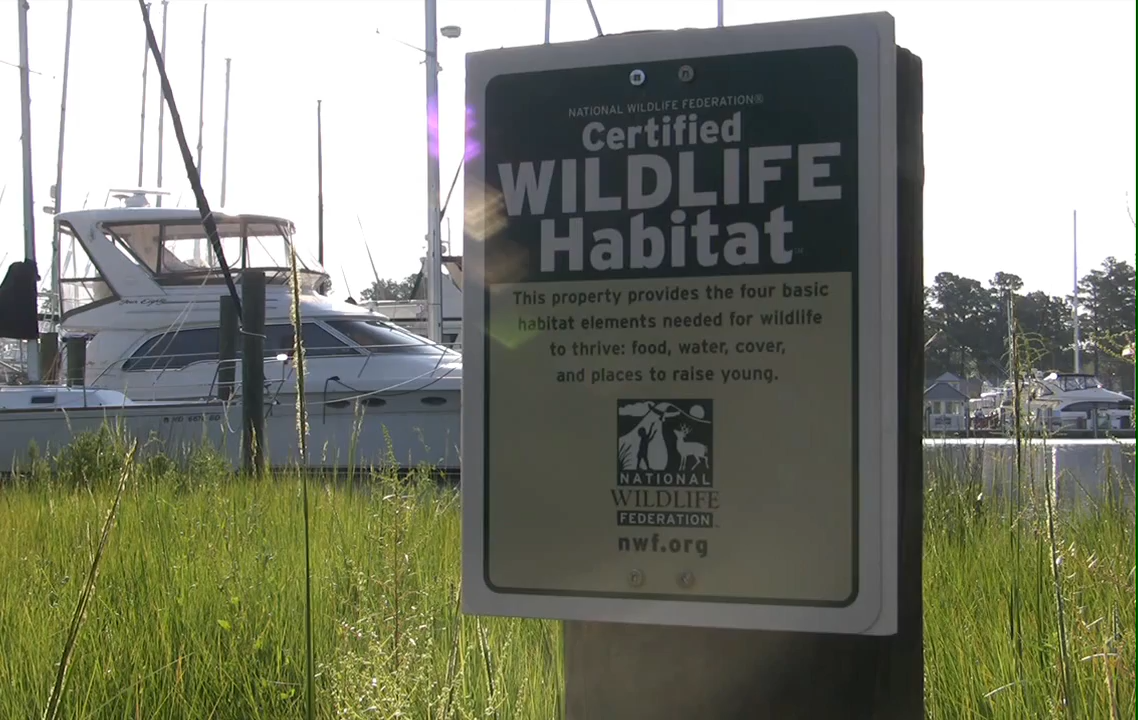 NATIONAL WILDLIFE FEDERATION®
Certified
WILDLIFE
Habitat
This property provides the four basic
habitat elements needed for wildlife
to thrive: food, water, cover,
and places to raise young.
NATIONAL
WILDLIFE
FEDERATION
nwf.org